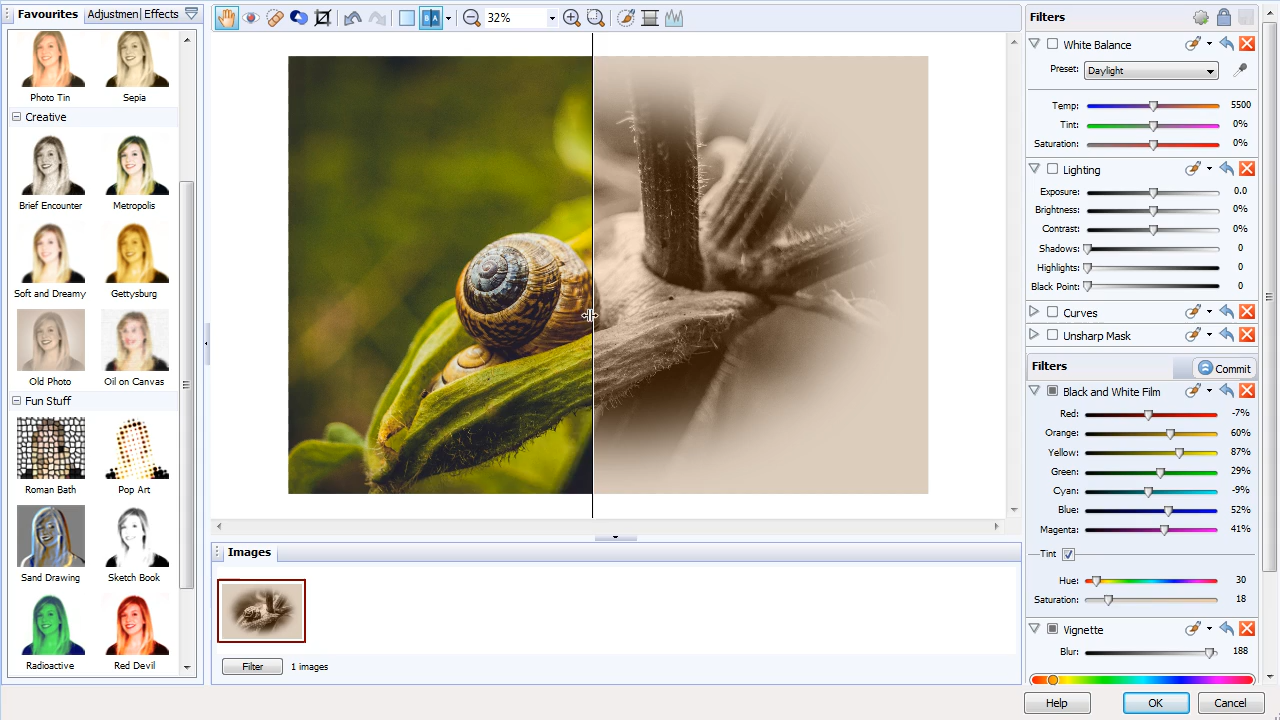 Favourites Adjustmen Effects
Photo Tin Sepia
Creative
Brief Encounter Metropolis
Soft and Dreamy Gettysburg
Old Photo Oil on Canvas
Fun Stuff
Roman Bath Pop Art
Sand Drawing Sketch Book
Radioactive Red Devil
BA 32%
Images
Filter 1 images
Filters
White Balance
Preset: Daylight
Temp: 5500
Tint: 0%
Saturation: 0%
Lighting
Exposure: 0.0
Brightness: 0%
Contrast: 0%
Shadows: 0
Highlights: 0
Black Point: 0
Curves
Unsharp Mask
Filters Commit
Black and White Film
Red: -7%
Orange: 60%
Yellow: 87%
Green: 29%
Cyan: -9%
Blue: 52%
Magenta: 41%
Tint
Hue: 30
Saturation: 18
Vignette
Blur: 188
Help OK Cancel